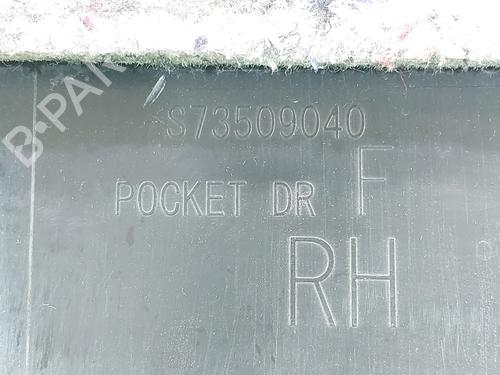 S73509040
POCKET DR F
RH
B-PARTS